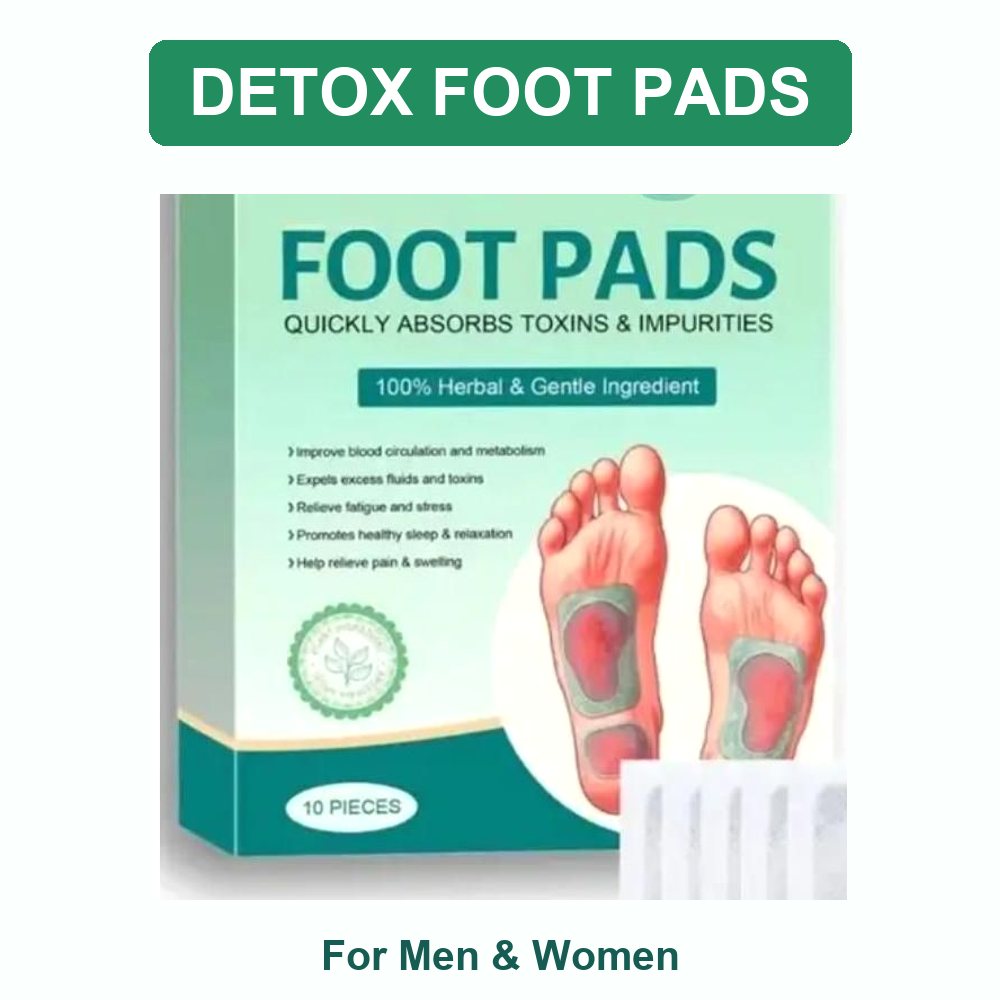 DETOX FOOT PADS
FOOT PADS
QUICKLY ABSORBS TOXINS & IMPURITIES
100% Herbal & Gentle Ingredient
Improve blood circulation and metabolism
Expels excess fluids and toxins
Relieve fatigue and stress
Promotes healthy sleep & relaxation
Help relieve pain & swelling
10 PIECES
For Men & Women